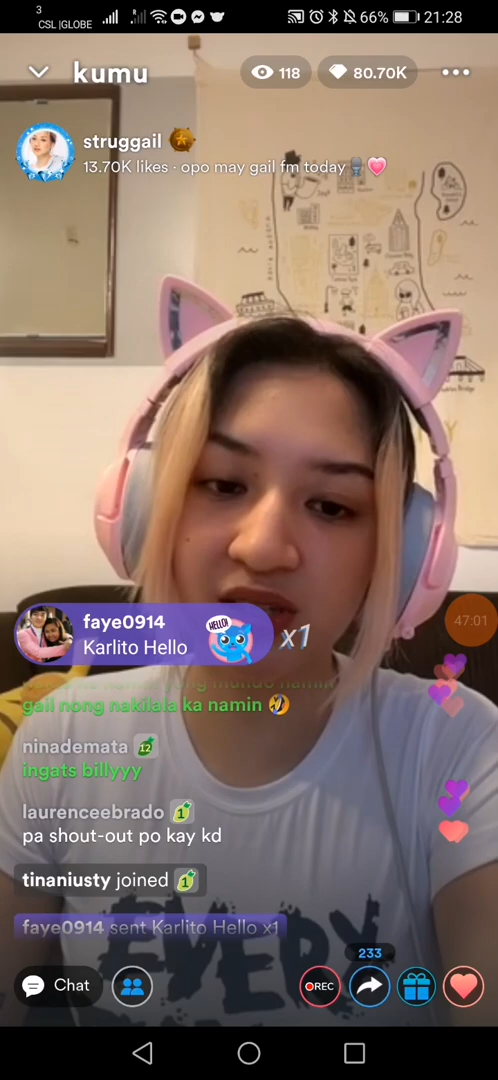 3
CSL |GLOBE
66%
21:28
kumu
118
80.70K
struggail
13.70K likes · opo may gail fm today
faye0914
Karlito Hello
HELLO!
x1
47:01
gail nong nakilala ka namin
ninademata 12
ingats billyyy
laurenceebrado 1
pa shout-out po kay kd
tinaniusty joined 1
faye0914 sent Karlito Hello x1
233
Chat
REC
EVERY